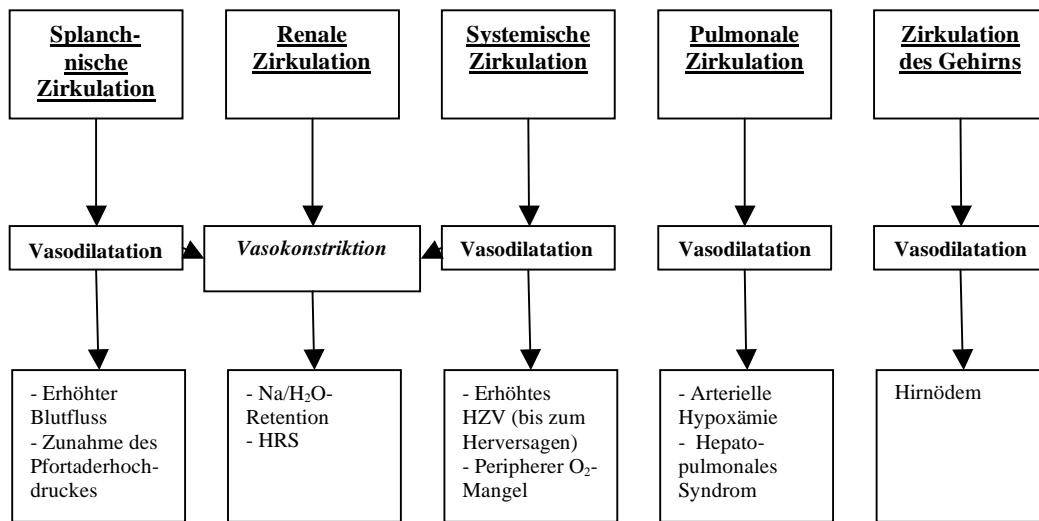 Splanch-
nische
Zirkulation
Renale
Zirkulation
Systemische
Zirkulation
Pulmonale
Zirkulation
Zirkulation
des Gehirns
Vasodilatation
Vasokonstriktion
Vasodilatation
Vasodilatation
Vasodilatation
- Erhöhter
Blutfluss
- Zunahme des
Pfortaderhoch-
druckes
- Na/H₂O-
Retention
- HRS
- Erhöhtes
HZV (bis zum
Herversagen)
- Peripherer O₂-
Mangel
- Arterielle
Hypoxämie
- Hepato-
pulmonales
Syndrom
Hirnödem